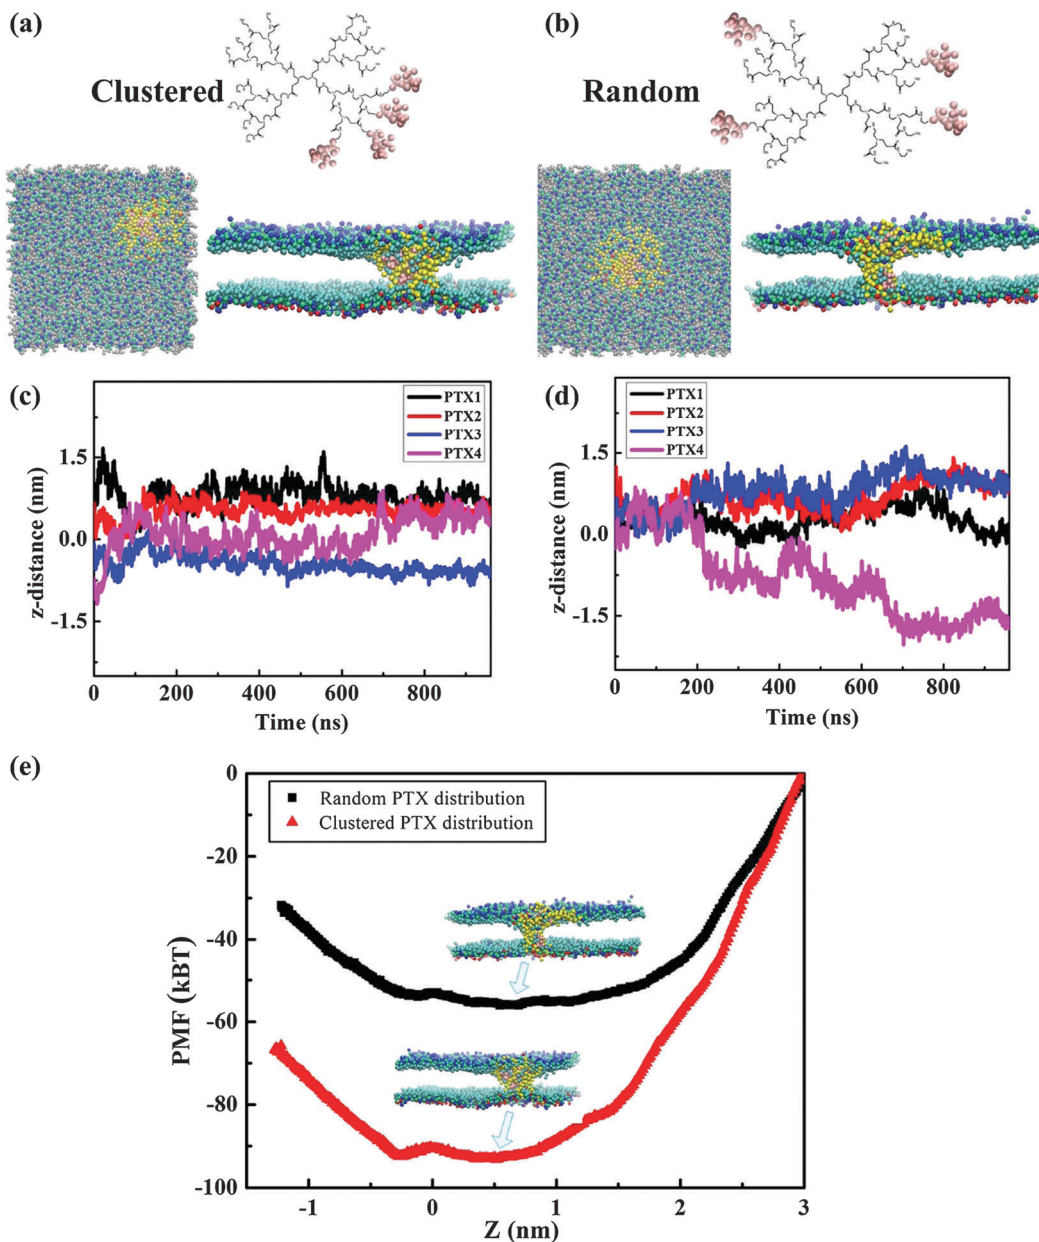 (a)
Clustered
(b)
Random
(c)
PTX1
PTX2
PTX3
PTX4
1.5
0.0
-1.5
z-distance (nm)
0 200 400 600 800
Time (ns)
(d)
PTX1
PTX2
PTX3
PTX4
1.5
0.0
-1.5
z-distance (nm)
0 200 400 600 800
Time (ns)
(e)
Random PTX distribution
Clustered PTX distribution
0
-20
-40
-60
-80
-100
PMF (kBT)
-1 0 1 2 3
Z (nm)